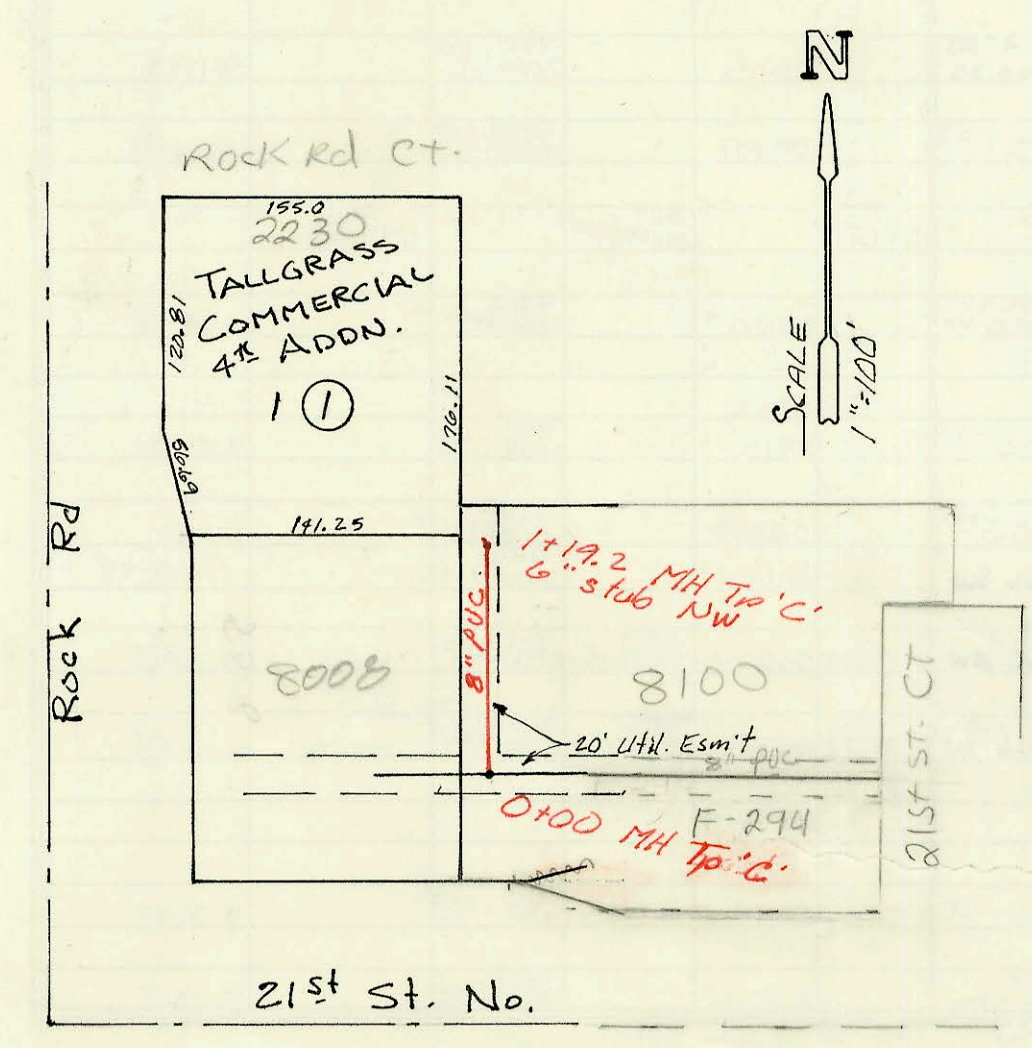 N
Rock Rd Ct.
155.0
2230
TALLGRASS
COMMERCIAL
4th ADDN.
1 1
120.81
176.11
141.25
SCALE
1"=100'
Rock Rd
1+19.2 MH Tp 'C'
6" stub NW
8" PVC
8008
8100
20' Util. Esm't
8" PVC
0+00 MH Tp 'C'
F-294
21st St. Ct
21st St. No.